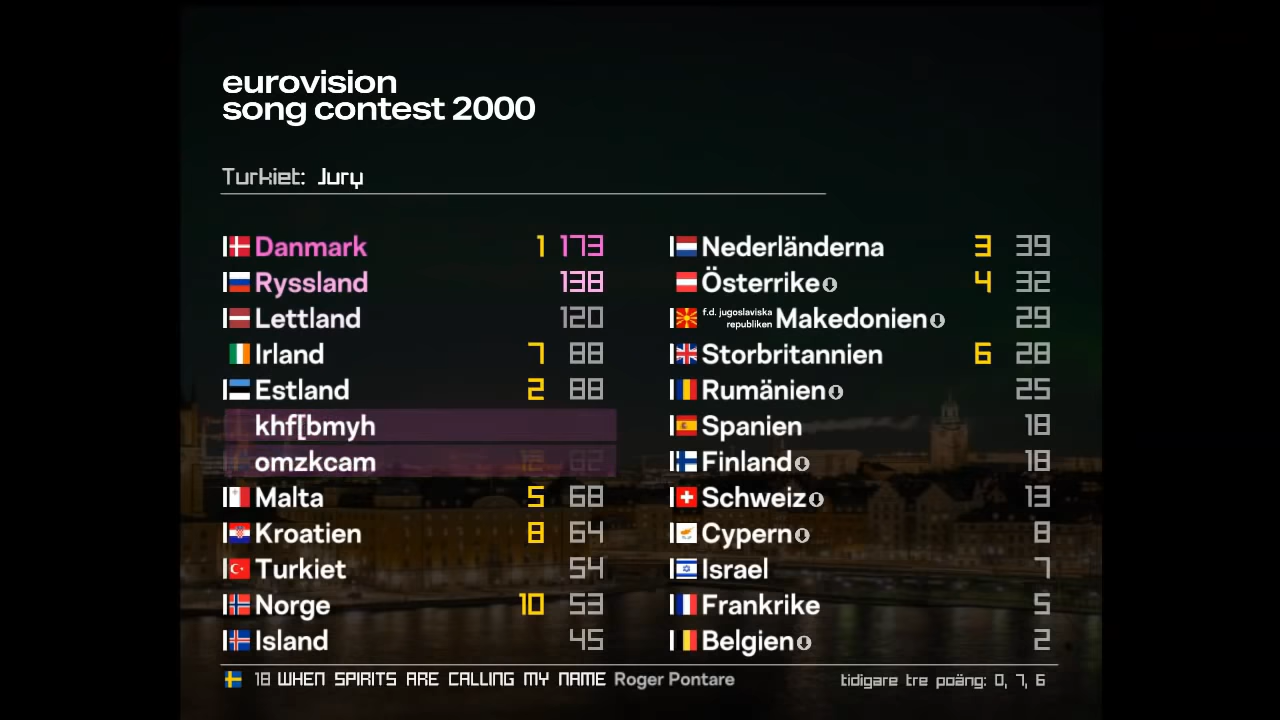 eurovision
song contest 2000
Turkiet: Jury
Danmark 1 173
Ryssland 138
Lettland 120
Irland 7 88
Estland 2 88
khf[bmyh
omzkcam
Malta 5 68
Kroatien 8 64
Turkiet 54
Norge 10 53
Island 45
Nederländerna 3 39
Österrike 4 32
f.d. jugoslaviska
republiken Makedonien 29
Storbritannien 6 28
Rumänien 25
Spanien 18
Finland 18
Schweiz 13
Cypern 8
Israel 7
Frankrike 5
Belgien 2
18 WHEN SPIRITS ARE CALLING MY NAME Roger Pontare
tidigare tre poäng: 0, 7, 6